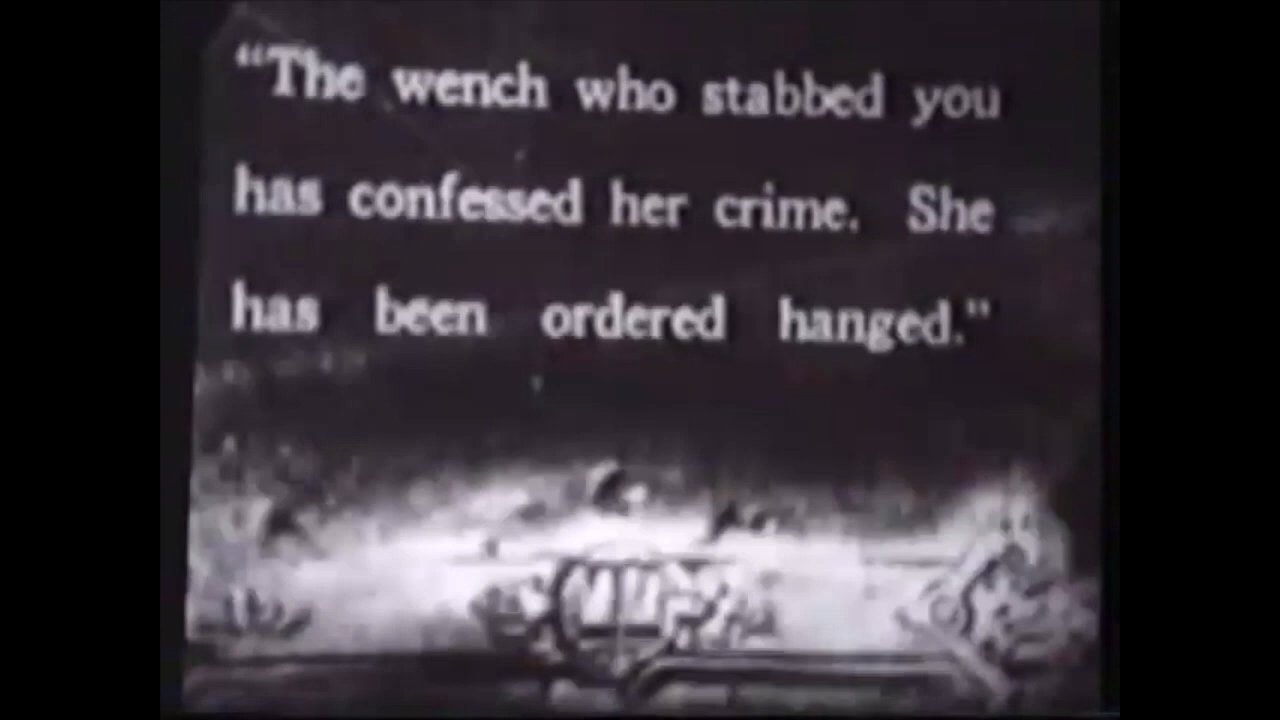 “The wench who stabbed you
has confessed her crime. She
has been ordered hanged."